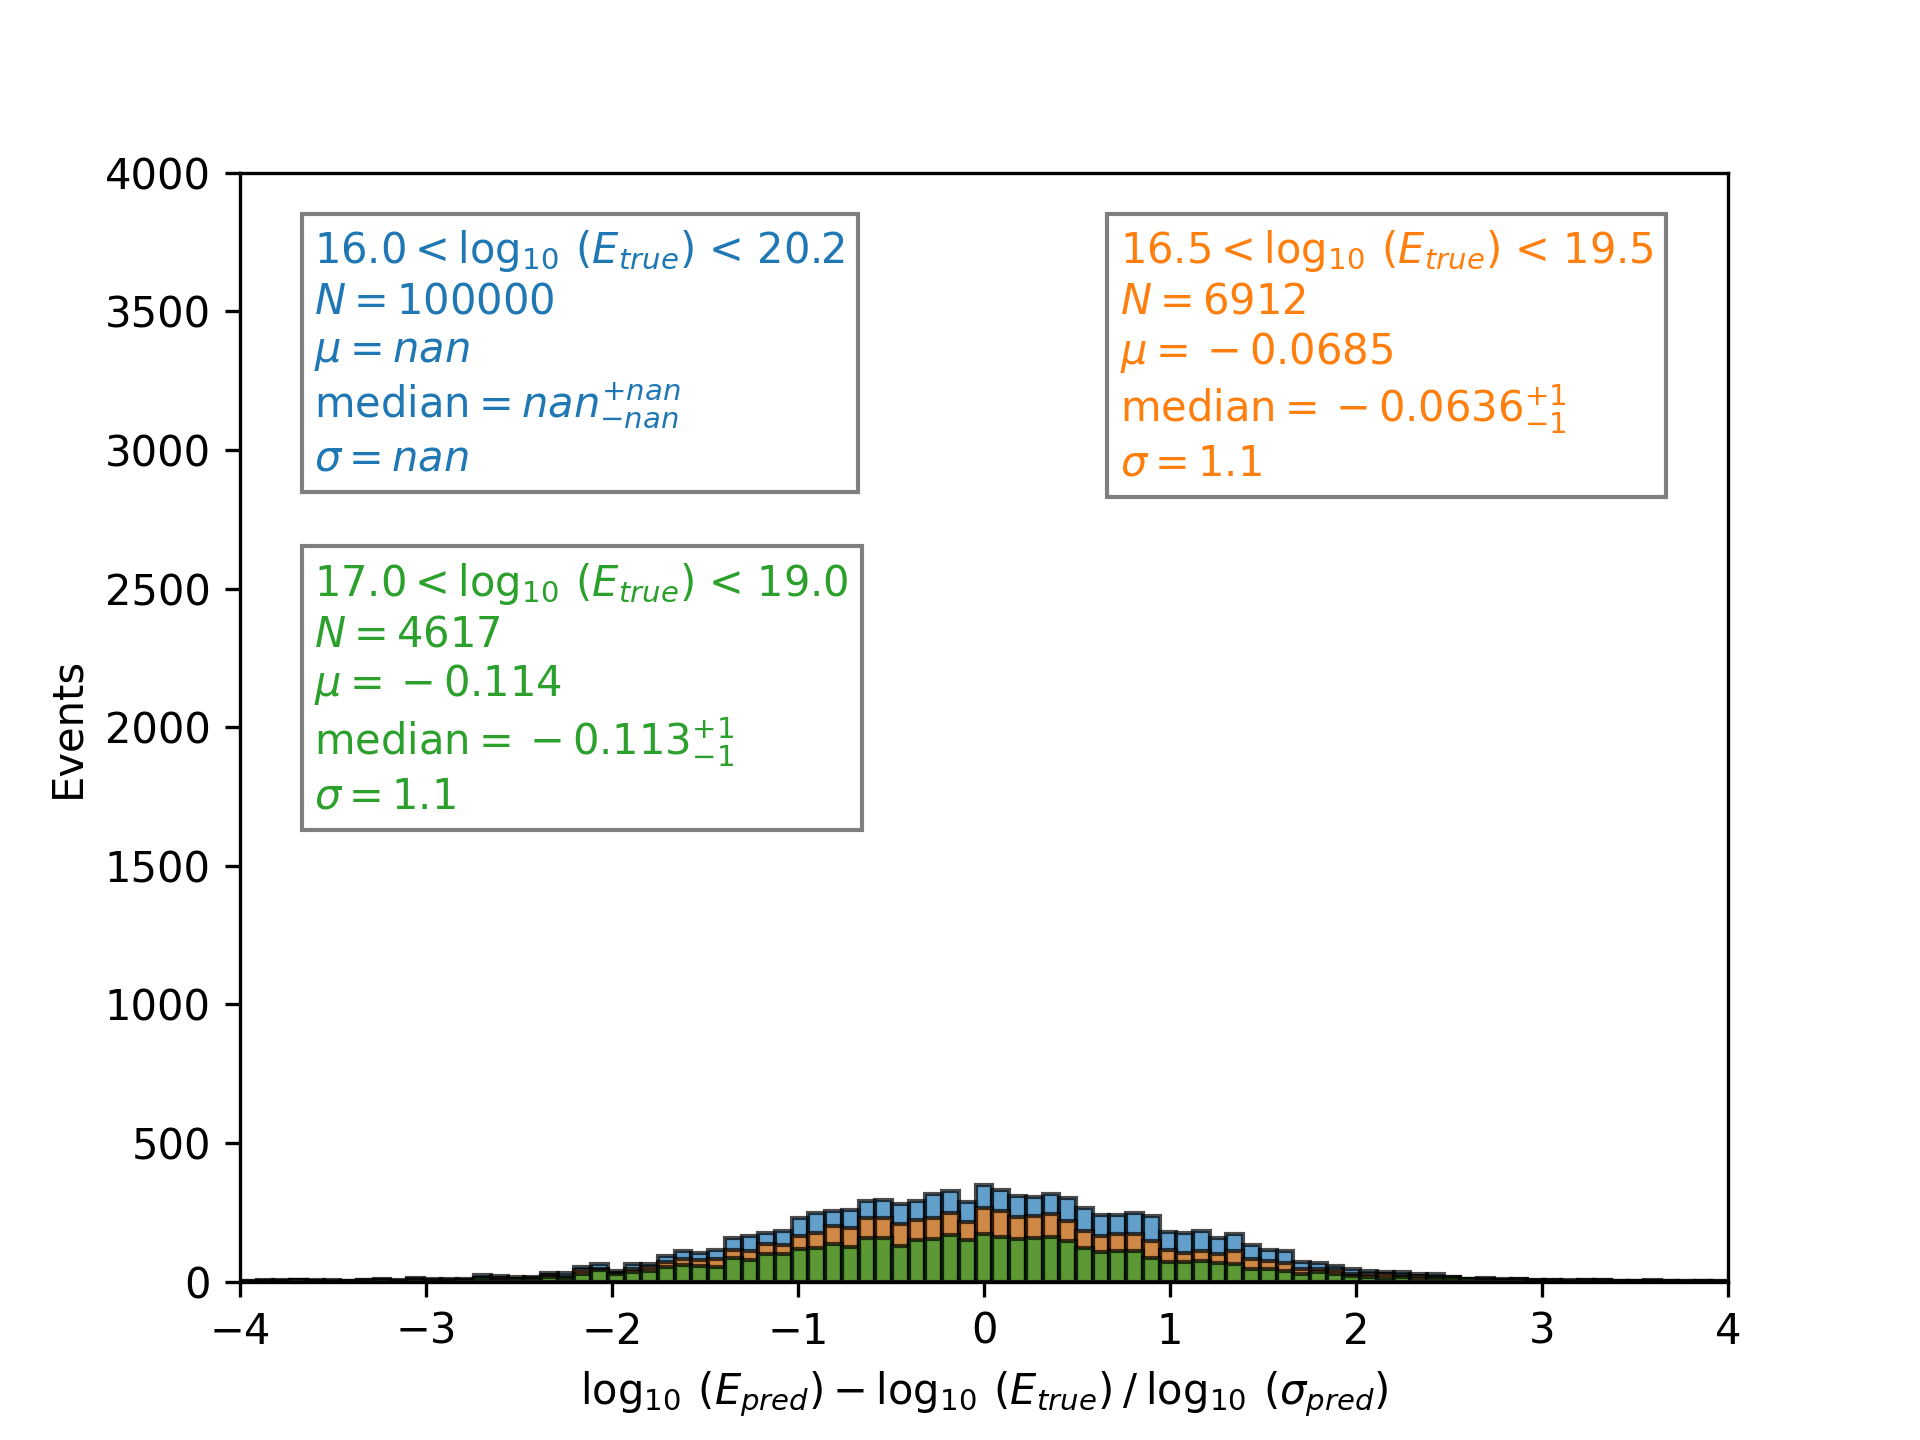 4000
3500
3000
2500
2000
1500
1000
500
0
Events
16.0 < log₁₀ (E_true) < 20.2
N = 100000
μ = nan
median = nan^{+nan}_{−nan}
σ = nan
16.5 < log₁₀ (E_true) < 19.5
N = 6912
μ = −0.0685
median = −0.0636^{+1}_{−1}
σ = 1.1
17.0 < log₁₀ (E_true) < 19.0
N = 4617
μ = −0.114
median = −0.113^{+1}_{−1}
σ = 1.1
−4 −3 −2 −1 0 1 2 3 4
log₁₀ (E_pred) − log₁₀ (E_true) / log₁₀ (σ_pred)